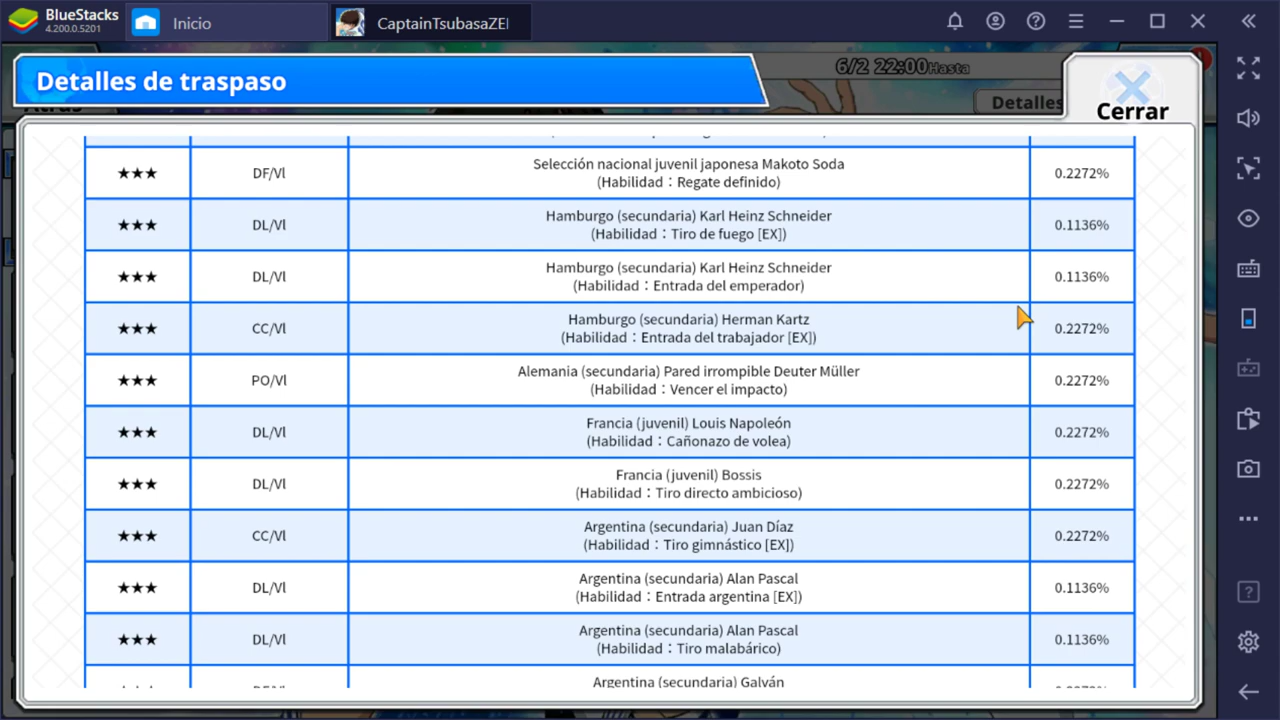 BlueStacks
4.200.0.5201
Inicio
CaptainTsubasaZE
Detalles de traspaso
6/2 22:00Hasta
Detalles
Cerrar
Atrás
★★★ DF/Vl Selección nacional juvenil japonesa Makoto Soda 0.2272%
(Habilidad：Regate definido)
★★★ DL/Vl Hamburgo (secundaria) Karl Heinz Schneider 0.1136%
(Habilidad：Tiro de fuego [EX])
★★★ DL/Vl Hamburgo (secundaria) Karl Heinz Schneider 0.1136%
(Habilidad：Entrada del emperador)
★★★ CC/Vl Hamburgo (secundaria) Herman Kartz 0.2272%
(Habilidad：Entrada del trabajador [EX])
★★★ PO/Vl Alemania (secundaria) Pared irrompible Deuter Müller 0.2272%
(Habilidad：Vencer el impacto)
★★★ DL/Vl Francia (juvenil) Louis Napoleón 0.2272%
(Habilidad：Cañonazo de volea)
★★★ DL/Vl Francia (juvenil) Bossis 0.2272%
(Habilidad：Tiro directo ambicioso)
★★★ CC/Vl Argentina (secundaria) Juan Díaz 0.2272%
(Habilidad：Tiro gimnástico [EX])
★★★ DL/Vl Argentina (secundaria) Alan Pascal 0.1136%
(Habilidad：Entrada argentina [EX])
★★★ DL/Vl Argentina (secundaria) Alan Pascal 0.1136%
(Habilidad：Tiro malabárico)
Argentina (secundaria) Galván